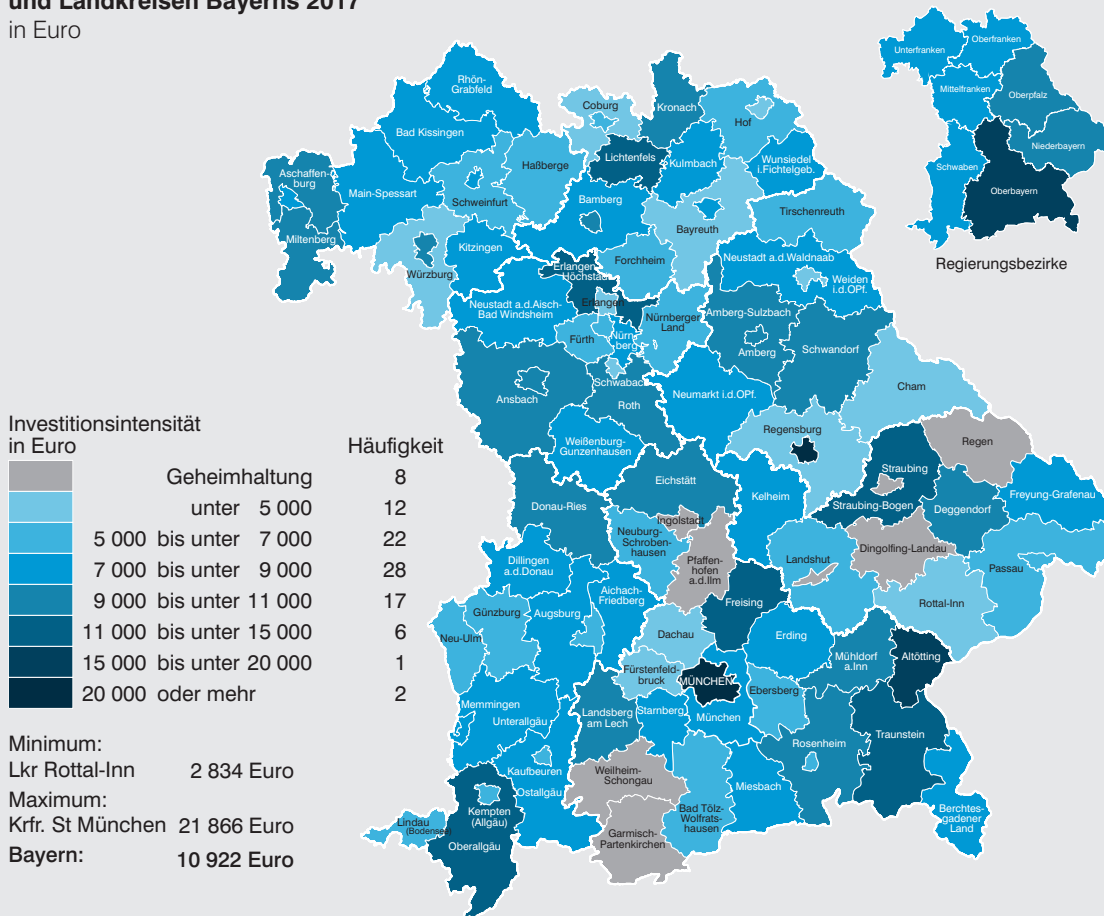 und Landkreisen Bayerns 2017
in Euro
Unterfranken
Oberfranken
Mittelfranken
Oberpfalz
Niederbayern
Schwaben
Oberbayern
Regierungsbezirke
Rhön-
Grabfeld
Coburg
Kronach
Hof
Bad Kissingen
Lichtenfels
Kulmbach
Wunsiedel
i.Fichtelgeb.
Haßberge
Aschaffen-
burg
Main-Spessart
Schweinfurt
Bamberg
Tirschenreuth
Miltenberg
Bayreuth
Würzburg
Kitzingen
Forchheim
Neustadt a.d.Waldnaab
Weiden
i.d.OPf.
Erlangen-
Höchstadt
Erlangen
Neustadt a.d.Aisch-
Bad Windsheim
Nürnberger
Land
Amberg-Sulzbach
Fürth
Nürn-
berg
Amberg
Schwandorf
Schwabach
Ansbach
Roth
Neumarkt i.d.OPf.
Cham
Regensburg
Weißenburg-
Gunzenhausen
Regen
Straubing
Eichstätt
Kelheim
Straubing-Bogen
Deggendorf
Freyung-Grafenau
Donau-Ries
Ingolstadt
Neuburg-
Schroben-
hausen
Pfaffen-
hofen
a.d.Ilm
Landshut
Dingolfing-Landau
Passau
Dillingen
a.d.Donau
Aichach-
Friedberg
Freising
Rottal-Inn
Günzburg
Augsburg
Neu-Ulm
Dachau
Erding
Mühldorf
a.Inn
Altötting
Fürstenfeld-
bruck
MÜNCHEN
Ebersberg
Memmingen
Unterallgäu
Landsberg
am Lech
Starnberg
München
Rosenheim
Traunstein
Kaufbeuren
Ostallgäu
Weilheim-
Schongau
Miesbach
Bad Tölz-
Wolfrats-
hausen
Berchtes-
gadener
Land
Kempten
(Allgäu)
Lindau
(Bodensee)
Oberallgäu
Garmisch-
Partenkirchen
Investitionsintensität
in Euro Häufigkeit
Geheimhaltung 8
unter 5 000 12
5 000 bis unter 7 000 22
7 000 bis unter 9 000 28
9 000 bis unter 11 000 17
11 000 bis unter 15 000 6
15 000 bis unter 20 000 1
20 000 oder mehr 2
Minimum:
Lkr Rottal-Inn 2 834 Euro
Maximum:
Krfr. St München 21 866 Euro
Bayern: 10 922 Euro